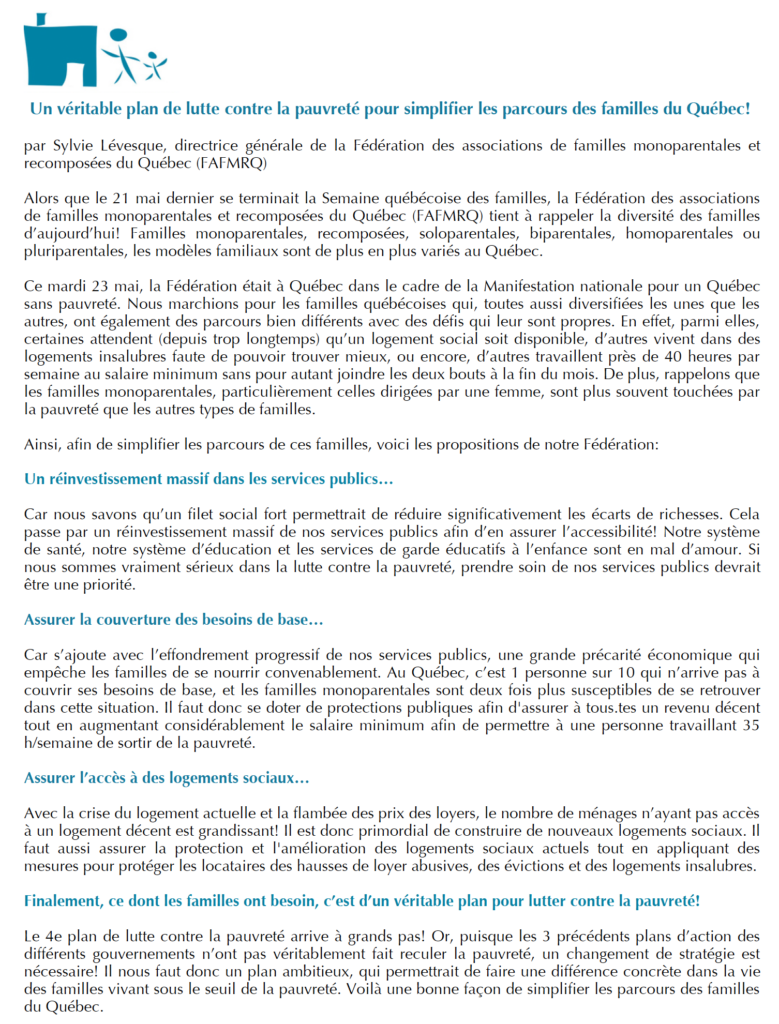 Un véritable plan de lutte contre la pauvreté pour simplifier les parcours des familles du Québec!
par Sylvie Lévesque, directrice générale de la Fédération des associations de familles monoparentales et
recomposées du Québec (FAFMRQ)
Alors que le 21 mai dernier se terminait la Semaine québécoise des familles, la Fédération des associations
de familles monoparentales et recomposées du Québec (FAFMRQ) tient à rappeler la diversité des familles
d’aujourd’hui! Familles monoparentales, recomposées, soloparentales, biparentales, homoparentales ou
pluriparentales, les modèles familiaux sont de plus en plus variés au Québec.
Ce mardi 23 mai, la Fédération était à Québec dans le cadre de la Manifestation nationale pour un Québec
sans pauvreté. Nous marchions pour les familles québécoises qui, toutes aussi diversifiées les unes que les
autres, ont également des parcours bien différents avec des défis qui leur sont propres. En effet, parmi elles,
certaines attendent (depuis trop longtemps) qu’un logement social soit disponible, d’autres vivent dans des
logements insalubres faute de pouvoir trouver mieux, ou encore, d’autres travaillent près de 40 heures par
semaine au salaire minimum sans pour autant joindre les deux bouts à la fin du mois. De plus, rappelons que
les familles monoparentales, particulièrement celles dirigées par une femme, sont plus souvent touchées par
la pauvreté que les autres types de familles.
Ainsi, afin de simplifier les parcours de ces familles, voici les propositions de notre Fédération:
Un réinvestissement massif dans les services publics…
Car nous savons qu’un filet social fort permettrait de réduire significativement les écarts de richesses. Cela
passe par un réinvestissement massif de nos services publics afin d’en assurer l’accessibilité! Notre système
de santé, notre système d’éducation et les services de garde éducatifs à l’enfance sont en mal d’amour. Si
nous sommes vraiment sérieux dans la lutte contre la pauvreté, prendre soin de nos services publics devrait
être une priorité.
Assurer la couverture des besoins de base…
Car s’ajoute avec l’effondrement progressif de nos services publics, une grande précarité économique qui
empêche les familles de se nourrir convenablement. Au Québec, c’est 1 personne sur 10 qui n’arrive pas à
couvrir ses besoins de base, et les familles monoparentales sont deux fois plus susceptibles de se retrouver
dans cette situation. Il faut donc se doter de protections publiques afin d'assurer à tous.tes un revenu décent
tout en augmentant considérablement le salaire minimum afin de permettre à une personne travaillant 35
h/semaine de sortir de la pauvreté.
Assurer l’accès à des logements sociaux…
Avec la crise du logement actuelle et la flambée des prix des loyers, le nombre de ménages n’ayant pas accès
à un logement décent est grandissant! Il est donc primordial de construire de nouveaux logements sociaux. Il
faut aussi assurer la protection et l'amélioration des logements sociaux actuels tout en appliquant des
mesures pour protéger les locataires des hausses de loyer abusives, des évictions et des logements insalubres.
Finalement, ce dont les familles ont besoin, c’est d’un véritable plan pour lutter contre la pauvreté!
Le 4e plan de lutte contre la pauvreté arrive à grands pas! Or, puisque les 3 précédents plans d’action des
différents gouvernements n’ont pas véritablement fait reculer la pauvreté, un changement de stratégie est
nécessaire! Il nous faut donc un plan ambitieux, qui permettrait de faire une différence concrète dans la vie
des familles vivant sous le seuil de la pauvreté. Voilà une bonne façon de simplifier les parcours des familles
du Québec.